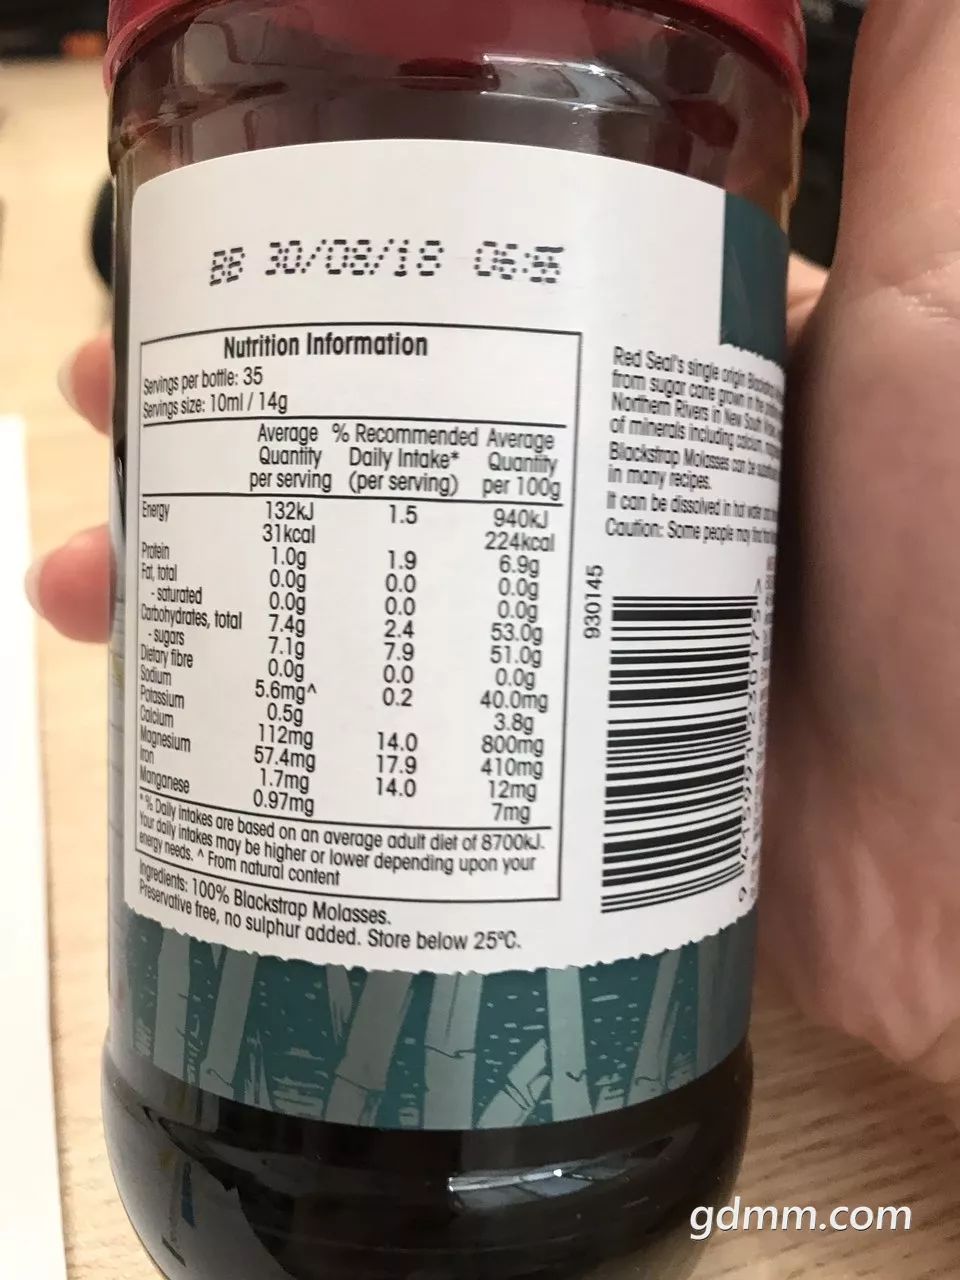 BB 30/08/18 06:
Nutrition Information
Servings per bottle: 35
Servings size: 10ml / 14g
Average Quantity per serving % Recommended Daily Intake* (per serving) Average Quantity per 100g
Energy 132kJ 1.5 940kJ
31kcal 224kcal
Protein 1.0g 1.9 6.9g
Fat, total 0.0g 0.0 0.0g
- saturated 0.0g 0.0 0.0g
Carbohydrates, total 7.4g 2.4 53.0g
- sugars 7.1g 7.9 51.0g
Dietary fibre 0.0g 0.0 0.0g
Sodium 5.6mg^ 0.2 40.0mg
Potassium 0.5g 3.8g
Calcium 112mg 14.0 800mg
Magnesium 57.4mg 17.9 410mg
Iron 1.7mg 14.0 12mg
Manganese 0.97mg 7mg
*% Daily intakes are based on an average adult diet of 8700kJ.
Your daily intakes may be higher or lower depending upon your
energy needs. ^ From natural content
Ingredients: 100% Blackstrap Molasses.
Preservative free, no sulphur added. Store below 25°C.
Red Seal's single origin
from sugar cane grown in the
Northern Rivers in New South
of minerals including calcium,
Blackstrap Molasses can be
in many recipes.
It can be dissolved in hot water
Caution: Some people may find
930145
gdmm.com